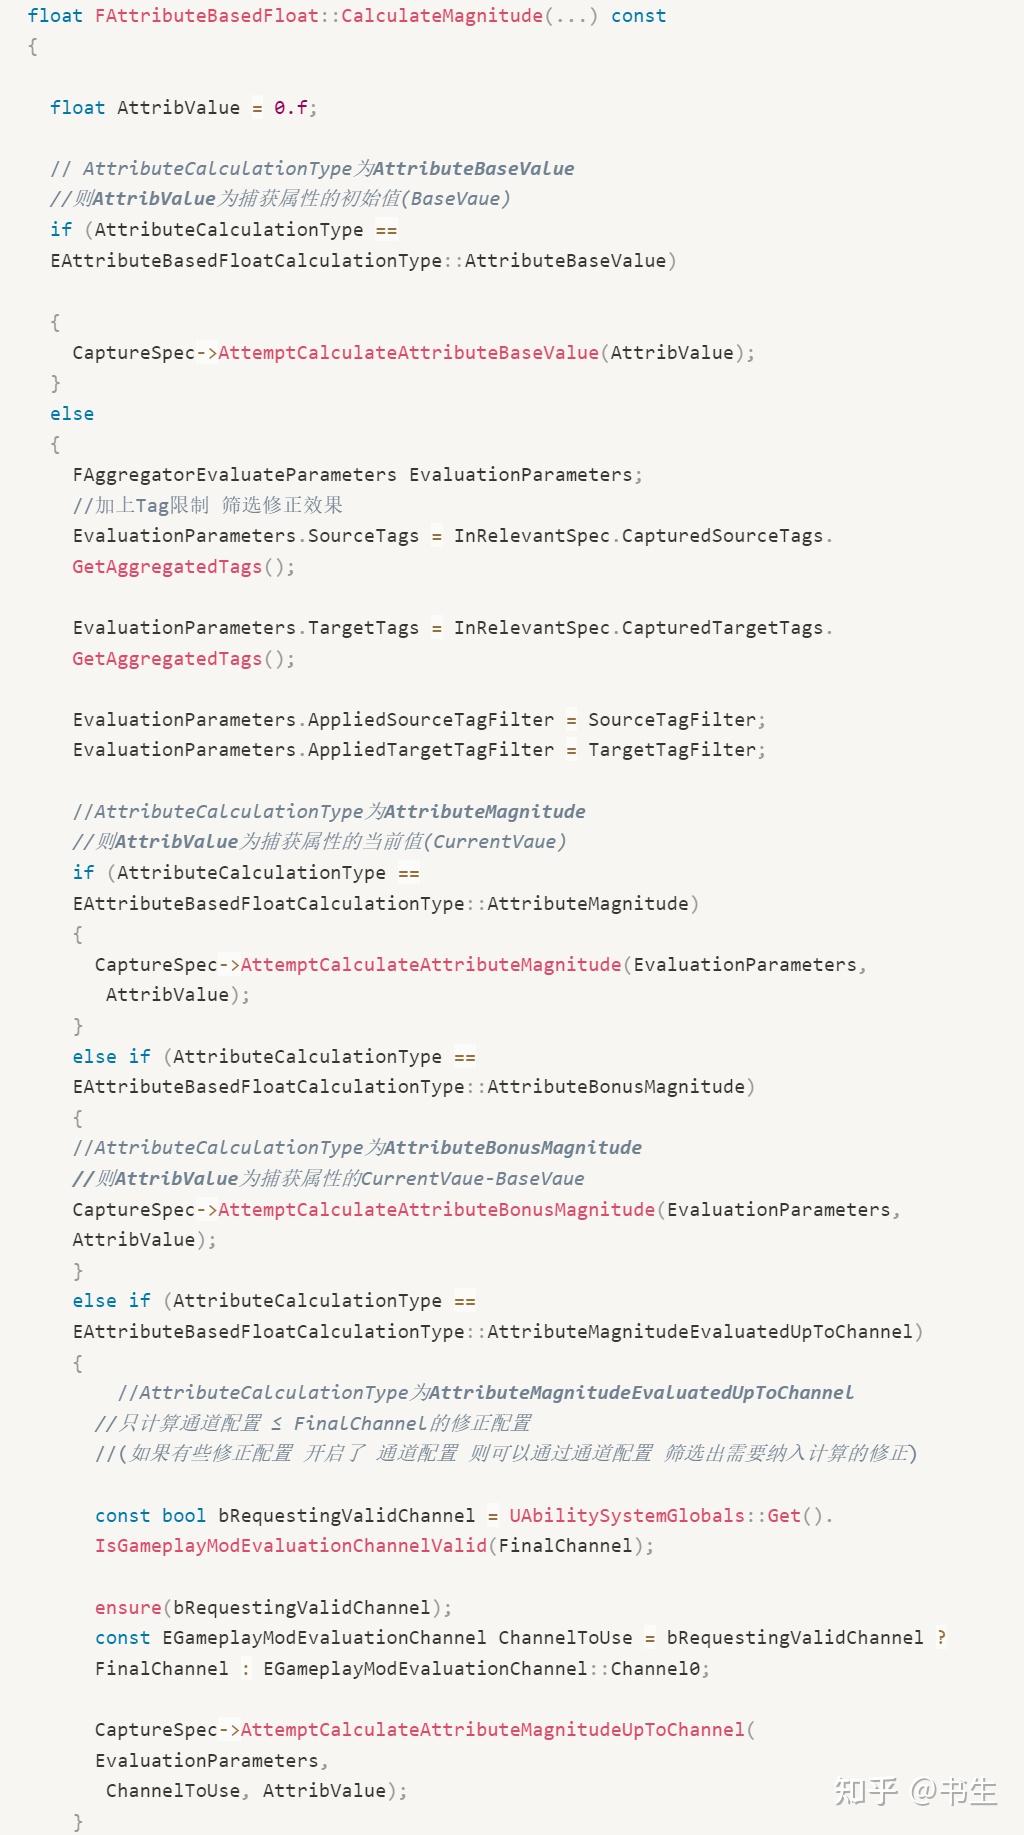 float FAttributeBasedFloat::CalculateMagnitude(...) const
{
float AttribValue = 0.f;
// AttributeCalculationType为AttributeBaseValue
//则AttribValue为捕获属性的初始值(BaseVaue)
if (AttributeCalculationType ==
EAttributeBasedFloatCalculationType::AttributeBaseValue)
{
CaptureSpec->AttemptCalculateAttributeBaseValue(AttribValue);
}
else
{
FAggregatorEvaluateParameters EvaluationParameters;
//加上Tag限制 筛选修正效果
EvaluationParameters.SourceTags = InRelevantSpec.CapturedSourceTags.
GetAggregatedTags();
EvaluationParameters.TargetTags = InRelevantSpec.CapturedTargetTags.
GetAggregatedTags();
EvaluationParameters.AppliedSourceTagFilter = SourceTagFilter;
EvaluationParameters.AppliedTargetTagFilter = TargetTagFilter;
//AttributeCalculationType为AttributeMagnitude
//则AttribValue为捕获属性的当前值(CurrentVaue)
if (AttributeCalculationType ==
EAttributeBasedFloatCalculationType::AttributeMagnitude)
{
CaptureSpec->AttemptCalculateAttributeMagnitude(EvaluationParameters,
AttribValue);
}
else if (AttributeCalculationType ==
EAttributeBasedFloatCalculationType::AttributeBonusMagnitude)
{
//AttributeCalculationType为AttributeBonusMagnitude
//则AttribValue为捕获属性的CurrentVaue-BaseVaue
CaptureSpec->AttemptCalculateAttributeBonusMagnitude(EvaluationParameters,
AttribValue);
}
else if (AttributeCalculationType ==
EAttributeBasedFloatCalculationType::AttributeMagnitudeEvaluatedUpToChannel)
{
//AttributeCalculationType为AttributeMagnitudeEvaluatedUpToChannel
//只计算通道配置 ≤ FinalChannel的修正配置
//(如果有些修正配置 开启了 通道配置 则可以通过通道配置 筛选出需要纳入计算的修正)
const bool bRequestingValidChannel = UAbilitySystemGlobals::Get().
IsGameplayModEvaluationChannelValid(FinalChannel);
ensure(bRequestingValidChannel);
const EGameplayModEvaluationChannel ChannelToUse = bRequestingValidChannel ?
FinalChannel : EGameplayModEvaluationChannel::Channel0;
CaptureSpec->AttemptCalculateAttributeMagnitudeUpToChannel(
EvaluationParameters,
ChannelToUse, AttribValue);
}
知乎 @书生